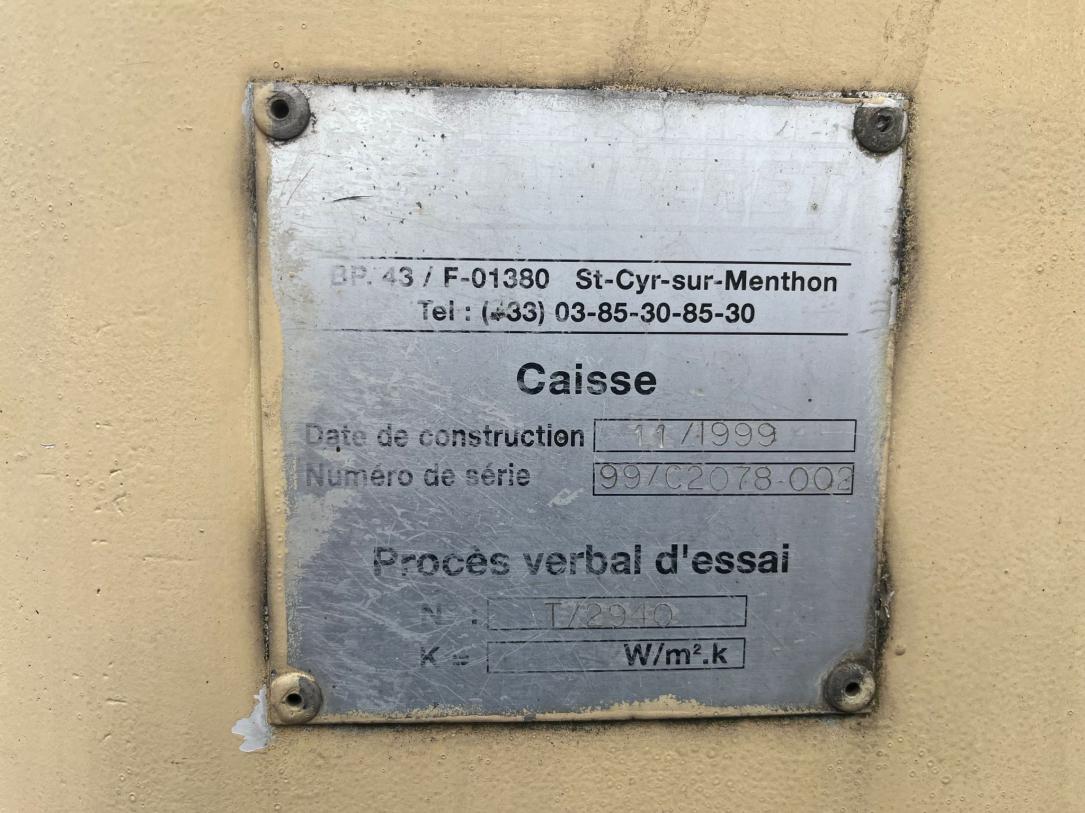 BP. 43 / F-01380 St-Cyr-sur-Menthon
Tel : (+33) 03-85-30-85-30
Caisse
Date de construction 11/1999
Numéro de série 99/C2078-002
Procès verbal d'essai
N° : T/2940
K = W/m².k